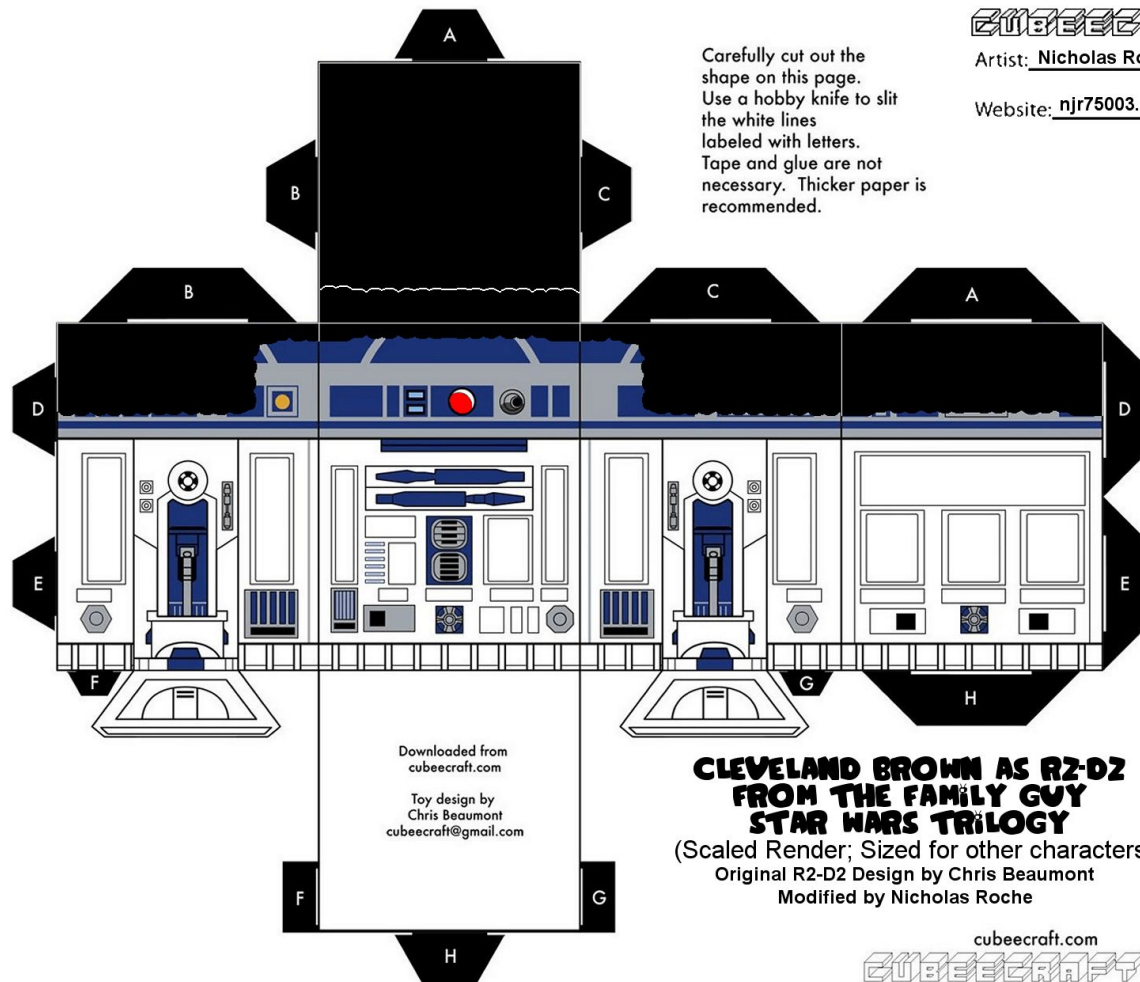 A
CUBEEC
Artist: Nicholas Ro
Website: njr75003.
Carefully cut out the
shape on this page.
Use a hobby knife to slit
the white lines
labeled with letters.
Tape and glue are not
necessary. Thicker paper is
recommended.
B
C
B
C
A
D
D
E
E
F
G
H
Downloaded from
cubeecraft.com
Toy design by
Chris Beaumont
cubeecraft@gmail.com
CLEVELAND BROWN AS R2-D2
FROM THE FAMILY GUY
STAR WARS TRILOGY
(Scaled Render; Sized for other characters
Original R2-D2 Design by Chris Beaumont
Modified by Nicholas Roche
F
G
H
cubeecraft.com
CUBEECRAFT